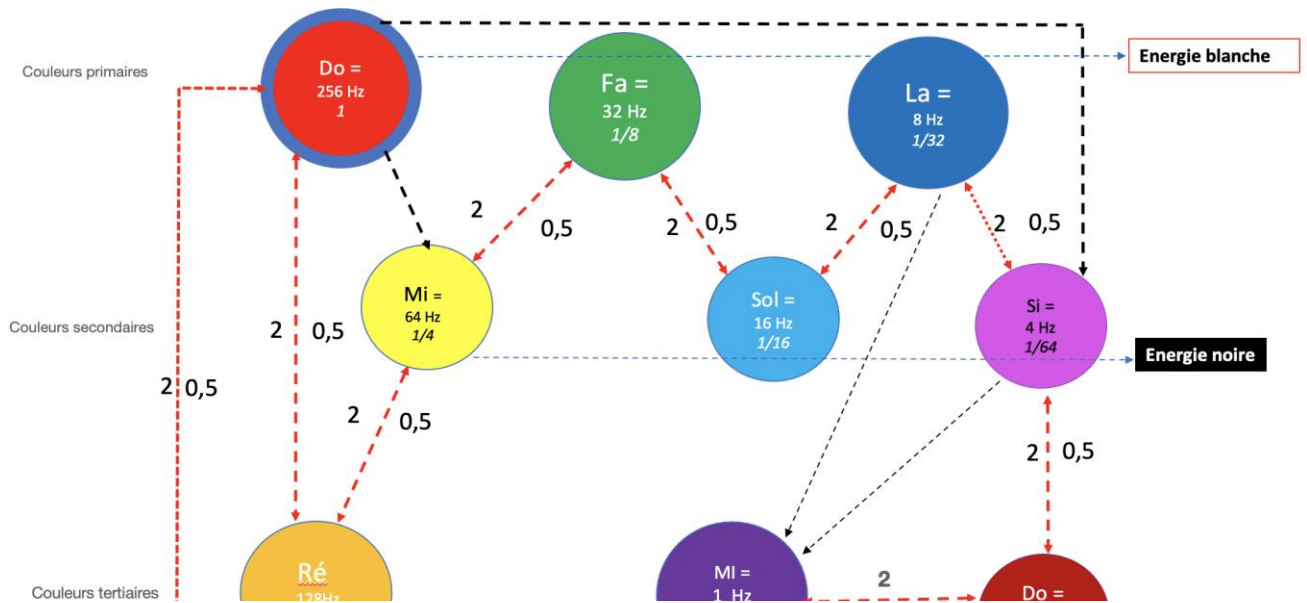 Couleurs primaires
Do =
256 Hz
1
Fa =
32 Hz
1/8
La =
8 Hz
1/32
Energie blanche
2
0,5
2
0,5
2
0,5
2
0,5
Couleurs secondaires
Mi =
64 Hz
1/4
Sol =
16 Hz
1/16
Si =
4 Hz
1/64
Energie noire
2
0,5
2
0,5
2
0,5
2
0,5
Couleurs tertiaires
Ré
128Hz
MI =
1 Hz
2
Do =